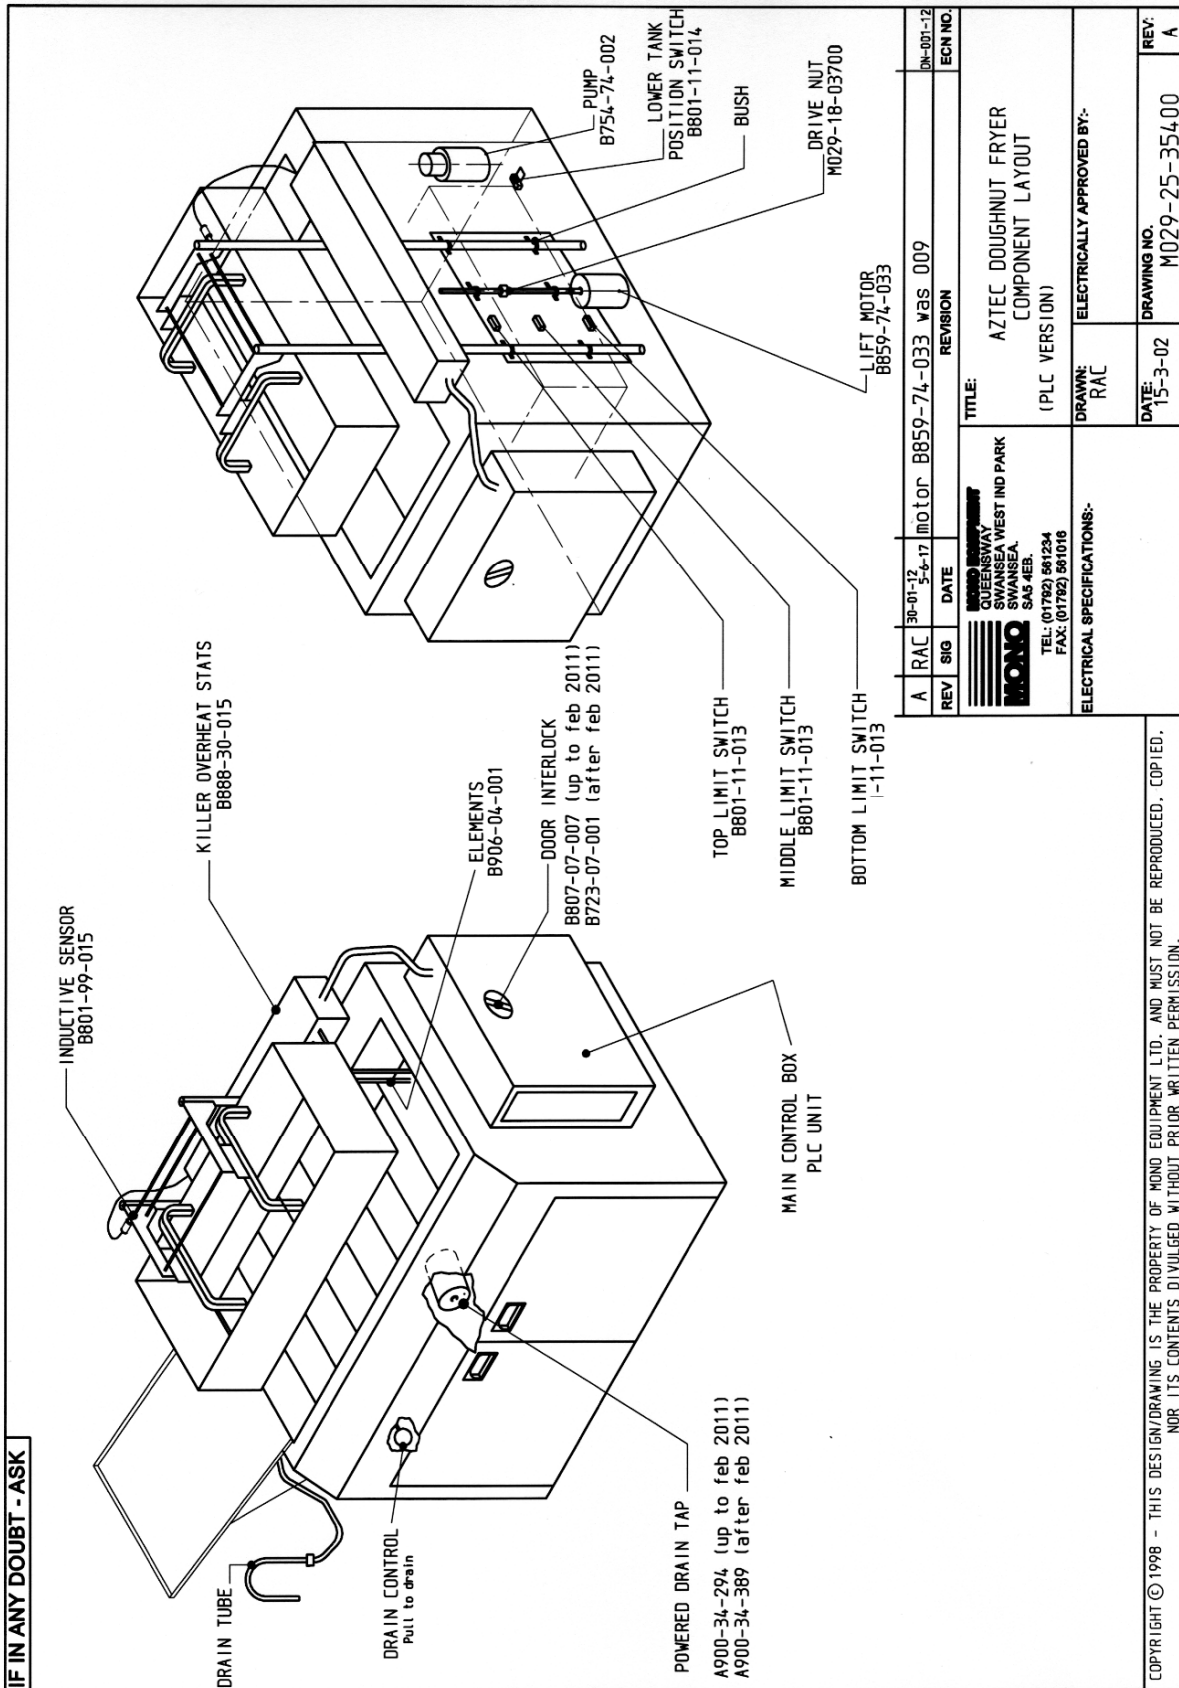 IF IN ANY DOUBT - ASK
INDUCTIVE SENSOR
B801-99-015
KILLER OVERHEAT STATS
B888-30-015
ELEMENTS
B906-04-001
DOOR INTERLOCK
B807-07-007 (up to feb 2011)
B723-07-001 (after feb 2011)
DRAIN TUBE
DRAIN CONTROL
Pull to drain
POWERED DRAIN TAP
A900-34-294 (up to feb 2011)
A900-34-389 (after feb 2011)
MAIN CONTROL BOX
PLC UNIT
PUMP
B754-74-002
LOWER TANK
POSITION SWITCH
B801-11-014
BUSH
DRIVE NUT
M029-18-03700
LIFT MOTOR
B859-74-033
TOP LIMIT SWITCH
B801-11-013
MIDDLE LIMIT SWITCH
B801-11-013
BOTTOM LIMIT SWITCH
-11-013
A RAC 30-01-12 5-6-17 motor B859-74-033 was 009 DN-001-12
REV SIG DATE REVISION ECN NO.
MONO
MONO EQUIPMENT
QUEENSWAY
SWANSEA WEST IND PARK
SWANSEA.
SA5 4EB.
TEL: (01792) 561234
FAX: (01792) 561016
TITLE:
AZTEC DOUGHNUT FRYER
COMPONENT LAYOUT
(PLC VERSION)
ELECTRICAL SPECIFICATIONS:-
DRAWN:
RAC
ELECTRICALLY APPROVED BY:-
DATE:
15-3-02
DRAWING NO.
M029-25-35400
REV:
A
COPYRIGHT © 1998 - THIS DESIGN/DRAWING IS THE PROPERTY OF MONO EQUIPMENT LTD. AND MUST NOT BE REPRODUCED. COPIED.
NOR ITS CONTENTS DIVULGED WITHOUT PRIOR WRITTEN PERMISSION.